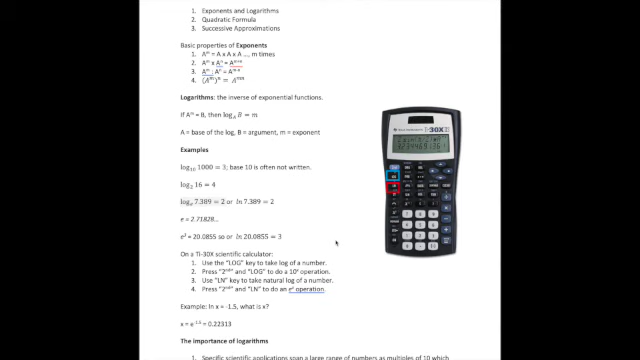 1. Exponents and Logarithms
2. Quadratic Formula
3. Successive Approximations
Basic properties of Exponents
1. Aᵐ = A x A x A ..., m times
2. Aᵐ x Aⁿ = Aᵐ⁺ⁿ
3. Aᵐ ÷ Aⁿ = Aᵐ⁻ⁿ
4. (Aᵐ)ⁿ = Aᵐⁿ
Logarithms: the inverse of exponential functions.
If Aᵐ = B, then log_A B = m
A = base of the log, B = argument, m = exponent
Examples
log₁₀ 1000 = 3; base 10 is often not written.
log₂ 16 = 4
logₑ 7.389 = 2 or ln 7.389 = 2
e = 2.71829...
e³ = 20.0855 so or ln 20.0855 = 3
On a TI-30X scientific calculator:
1. Use the "LOG" key to take log of a number.
2. Press "2ⁿᵈ" and "LOG" to do a 10ˣ operation.
3. Use "LN" key to take natural log of a number.
4. Press "2ⁿᵈ" and "LN" to do an eˣ operation.
Example: ln x = -1.5, what is x?
x = e⁻¹·⁵ = 0.22313
The importance of logarithms
1. Specific scientific applications span a large range of numbers as multiples of 10 which
TI-30X